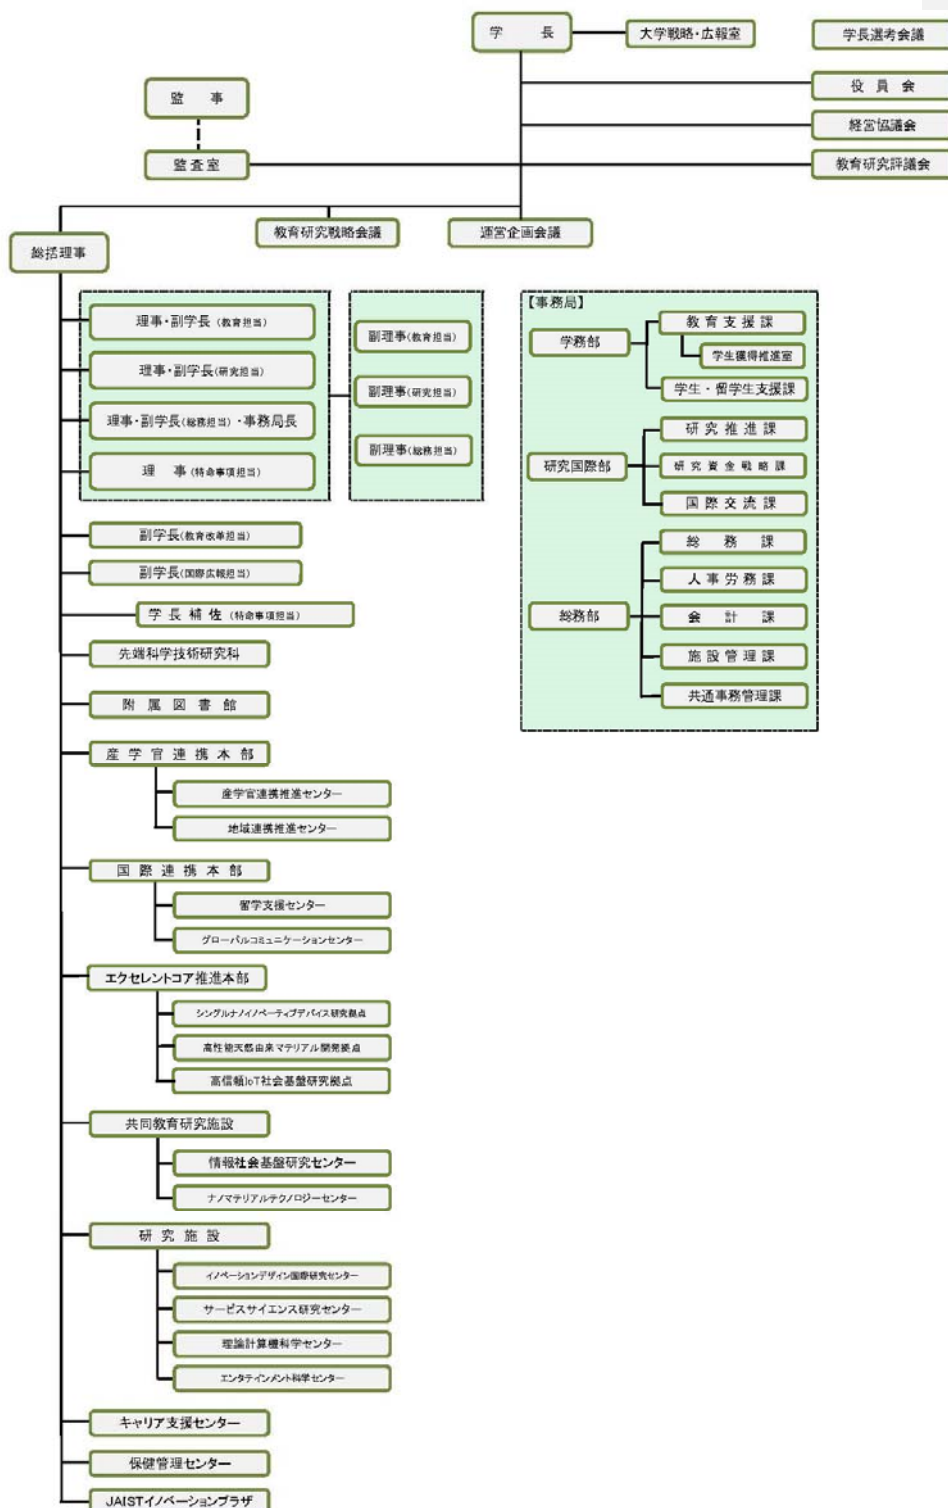 学　長
大学戦略・広報室
学長選考会議
役 員 会
監　事
経営協議会
監査室
教育研究評議会
総括理事
教育研究戦略会議
運営企画会議
理事・副学長（教育担当）
理事・副学長(研究担当)
理事・副学長(総務担当)・事務局長
理　事(特命事項担当)
副理事(教育担当)
副理事(研究担当)
副理事(総務担当)
【事務局】
学務部
教育支援課
学生獲得推進室
学生・留学生支援課
研究国際部
研究推進課
研究資金戦略課
国際交流課
総務部
総　務　課
人事労務課
会　計　課
施設管理課
共通事務管理課
副学長(教育改革担当)
副学長(国際広報担当)
学長補佐（特命事項担当）
先端科学技術研究科
附属図書館
産学官連携本部
産学官連携推進センター
地域連携推進センター
国際連携本部
留学支援センター
グローバルコミュニケーションセンター
エクセレントコア推進本部
シングルナノイノベーティブデバイス研究拠点
高性能天然由来マテリアル開発拠点
高信頼IoT社会基盤研究拠点
共同教育研究施設
情報社会基盤研究センター
ナノマテリアルテクノロジーセンター
研究施設
イノベーションデザイン国際研究センター
サービスサイエンス研究センター
理論計算機科学センター
エンタテインメント科学センター
キャリア支援センター
保健管理センター
JAISTイノベーションプラザ